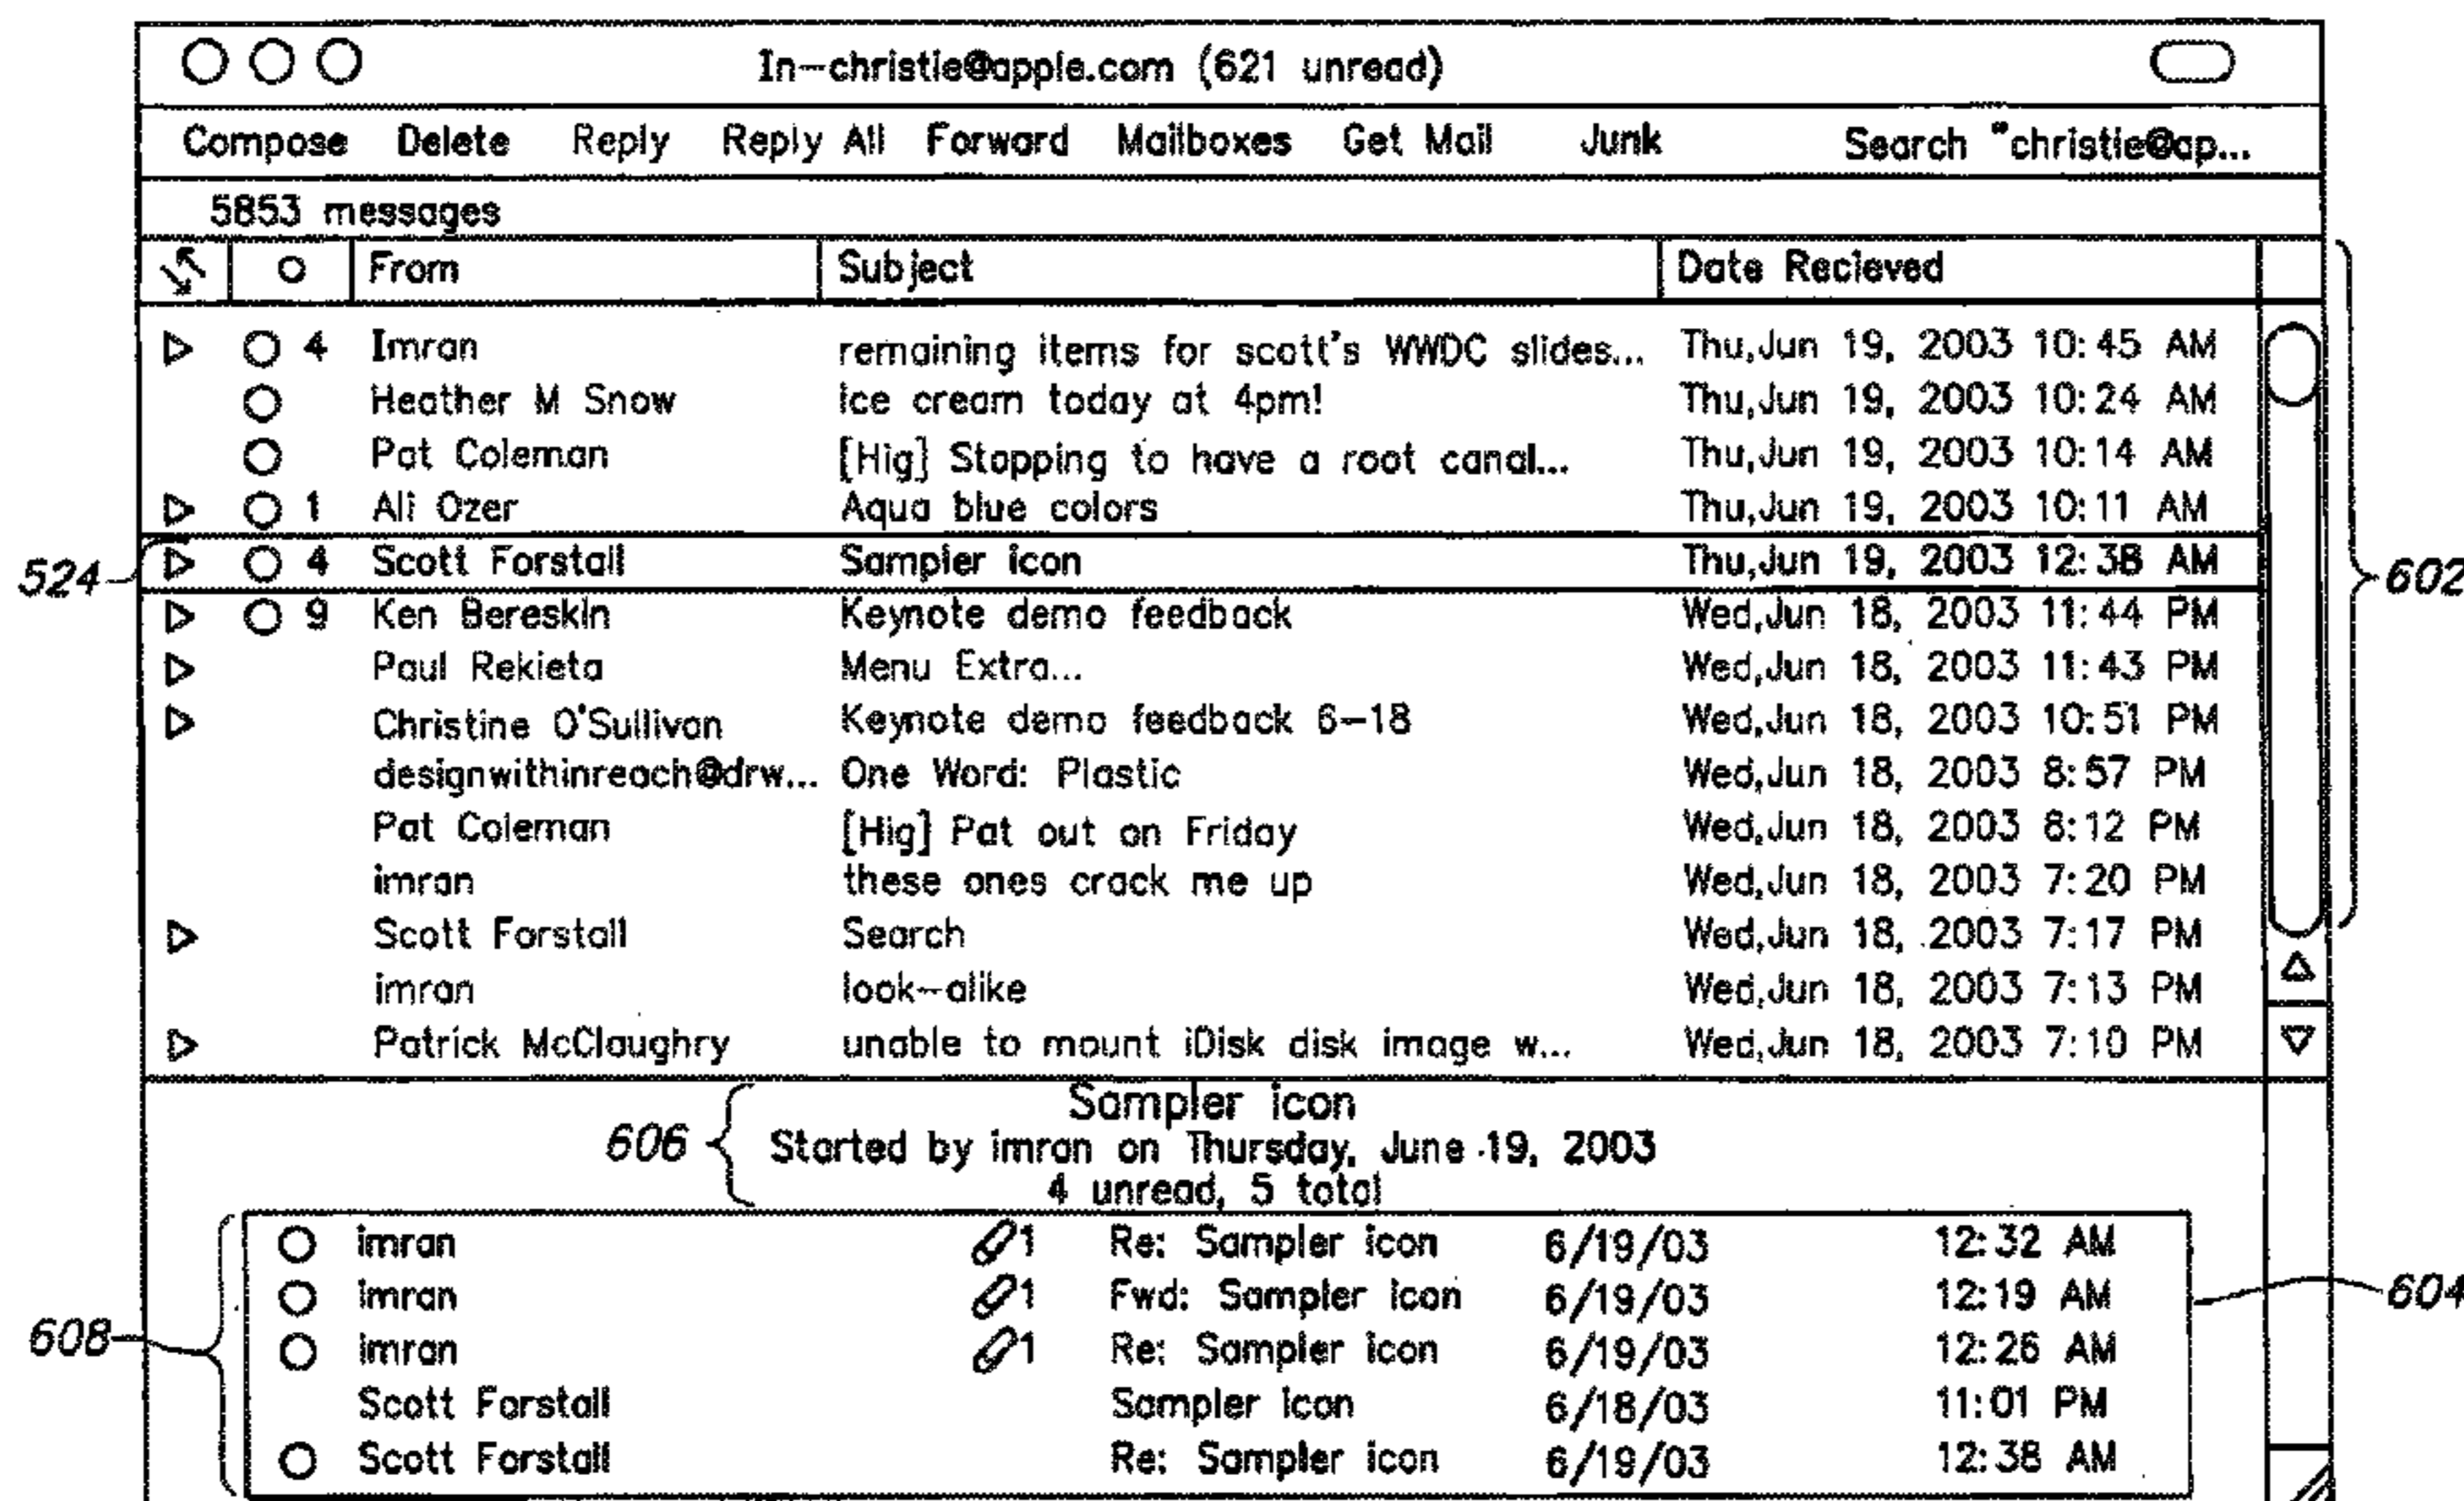 In-christie@apple.com (621 unread)
Compose Delete Reply Reply All Forward Mailboxes Get Mail Junk Search "christie@ap...
5853 messages
From Subject Date Recieved
4 Imran remaining items for scott's WWDC slides... Thu,Jun 19, 2003 10:45 AM
Heather M Snow Ice cream today at 4pm! Thu,Jun 19, 2003 10:24 AM
Pat Coleman [Hig] Stopping to have a root canal... Thu,Jun 19, 2003 10:14 AM
1 Ali Ozer Aqua blue colors Thu,Jun 19, 2003 10:11 AM
524 4 Scott Forstall Sampler icon Thu,Jun 19, 2003 12:38 AM 602
9 Ken Bereskin Keynote demo feedback Wed,Jun 18, 2003 11:44 PM
Paul Rekieta Menu Extra... Wed,Jun 18, 2003 11:43 PM
Christine O'Sullivan Keynote demo feedback 6-18 Wed,Jun 18, 2003 10:51 PM
designwithinreach@drw... One Word: Plastic Wed,Jun 18, 2003 8:57 PM
Pat Coleman [Hig] Pat out on Friday Wed,Jun 18, 2003 8:12 PM
imran these ones crack me up Wed,Jun 18, 2003 7:20 PM
Scott Forstall Search Wed,Jun 18, 2003 7:17 PM
imran look-alike Wed,Jun 18, 2003 7:13 PM
Patrick McClaughry unable to mount iDisk disk image w... Wed,Jun 18, 2003 7:10 PM
Sampler icon
606 Started by imran on Thursday, June 19, 2003
4 unread, 5 total
imran 1 Re: Sampler icon 6/19/03 12:32 AM
imran 1 Fwd: Sampler icon 6/19/03 12:19 AM 604
608 imran 1 Re: Sampler icon 6/19/03 12:26 AM
Scott Forstall Sampler icon 6/18/03 11:01 PM
Scott Forstall Re: Sampler icon 6/19/03 12:38 AM